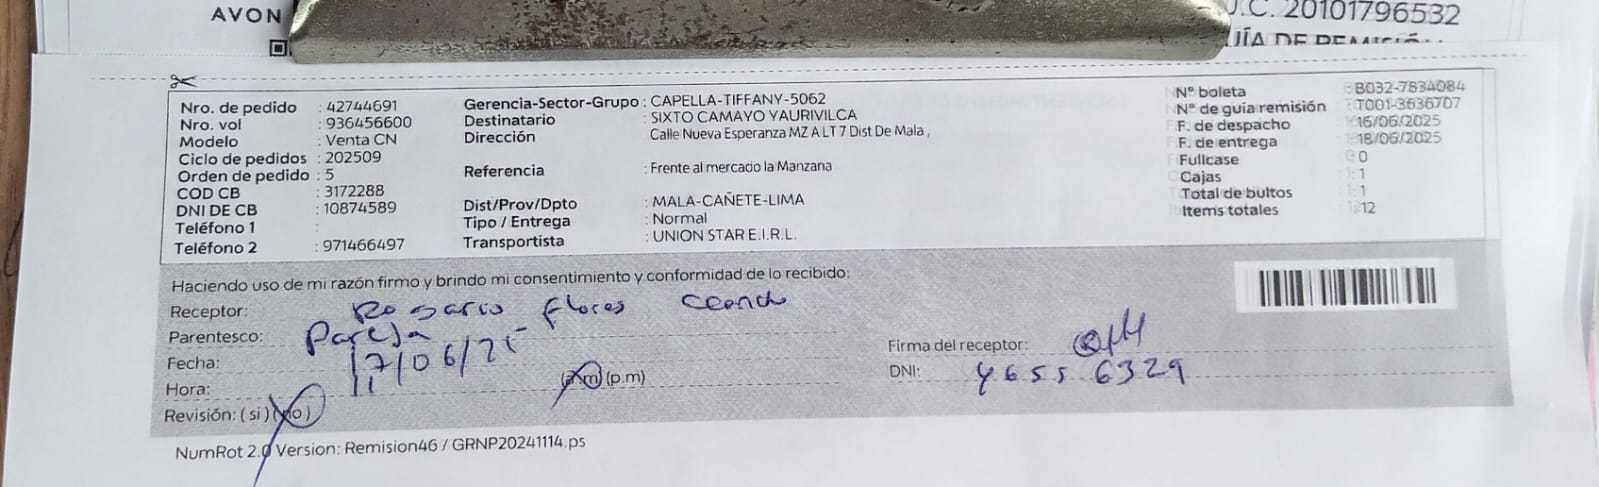 AVON
J.C. 20101796532
GUÍA DE REMISIÓN
Nro. de pedido : 42744691
Nro. vol : 936456600
Modelo : Venta CN
Ciclo de pedidos : 202509
Orden de pedido : 5
COD CB : 3172288
DNI DE CB : 10874589
Teléfono 1 :
Teléfono 2 : 971466497
Gerencia-Sector-Grupo : CAPELLA-TIFFANY-5062
Destinatario : SIXTO CAMAYO YAURIVILCA
Dirección : Calle Nueva Esperanza MZ A LT 7 Dist De Mala ,
Referencia : Frente al mercado la Manzana
Dist/Prov/Dpto : MALA-CAÑETE-LIMA
Tipo / Entrega : Normal
Transportista : UNION STAR E.I.R.L.
N° boleta : B032-7834084
N° de guía remisión : T001-3636707
F. de despacho : 16/06/2025
F. de entrega : 18/06/2025
Fullcase : 0
Cajas : 1
Total de bultos : 1
Items totales : 12
Haciendo uso de mi razón firmo y brindo mi consentimiento y conformidad de lo recibido:
Receptor: Rosario Flores
Parentesco: Pareja
Fecha: 17/06/25
Hora: 11 (a.m) (p.m)
Revisión: ( si ) ( no )
Firma del receptor:
DNI: 46556329
NumRot 2.0 Version: Remision46 / GRNP20241114.ps